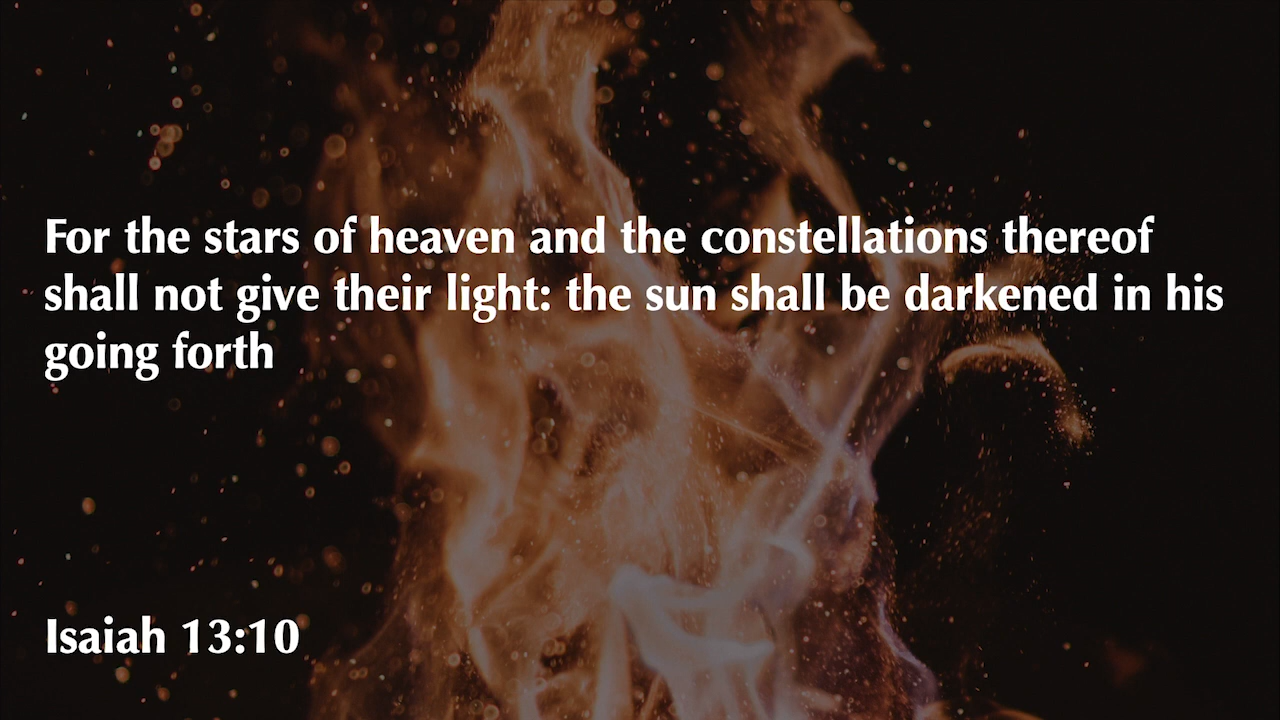 For the stars of heaven and the constellations thereof
shall not give their light: the sun shall be darkened in his
going forth
Isaiah 13:10